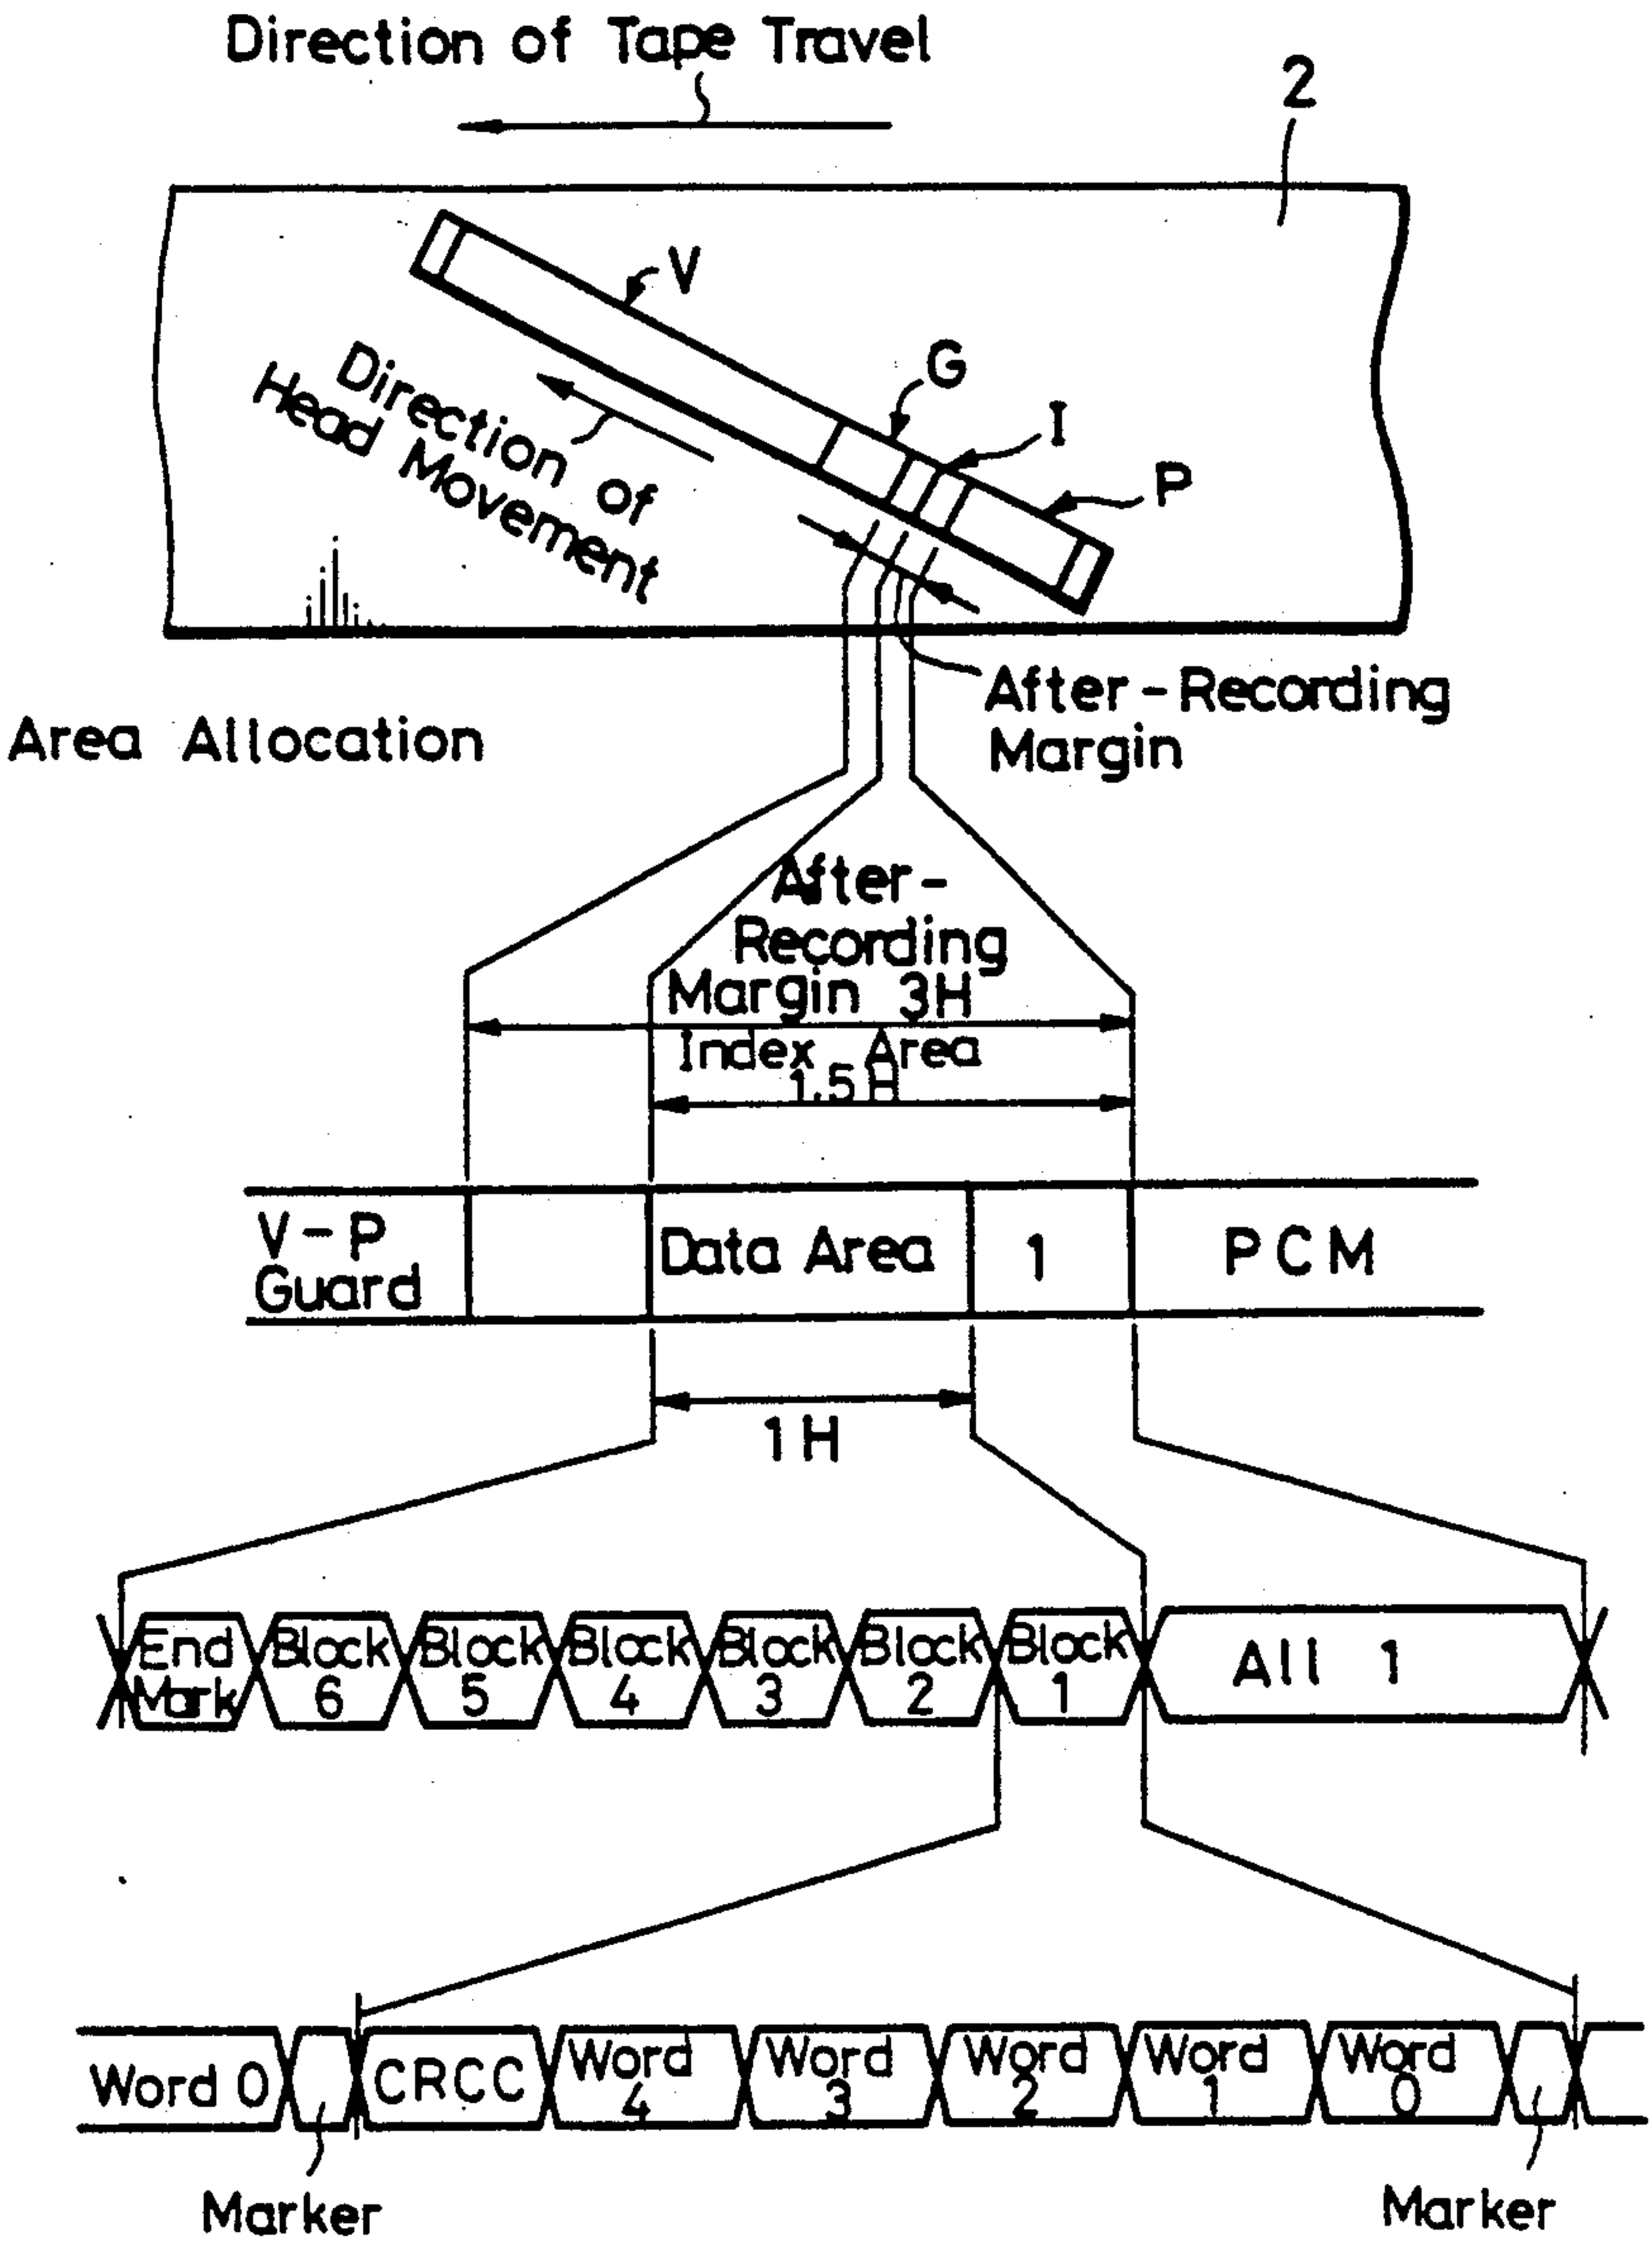 Direction of Tape Travel
2
V
G
I
P
Direction of
Head Movement
After-Recording
Margin
Area Allocation
After-
Recording
Margin 3H
Index Area
1.5H
V-P
Guard
Data Area
1
PCM
1H
End
Mark
Block
6
Block
5
Block
4
Block
3
Block
2
Block
1
All 1
Word 0
CRCC
Word
4
Word
3
Word
2
Word
1
Word
0
Marker
Marker